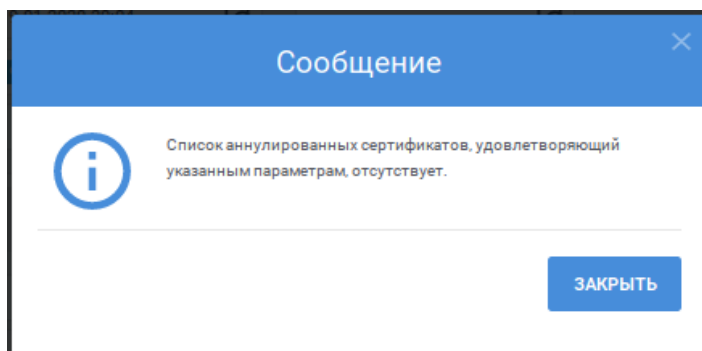 Сообщение
Список аннулированных сертификатов, удовлетворяющий
указанным параметрам, отсутствует.
ЗАКРЫТЬ